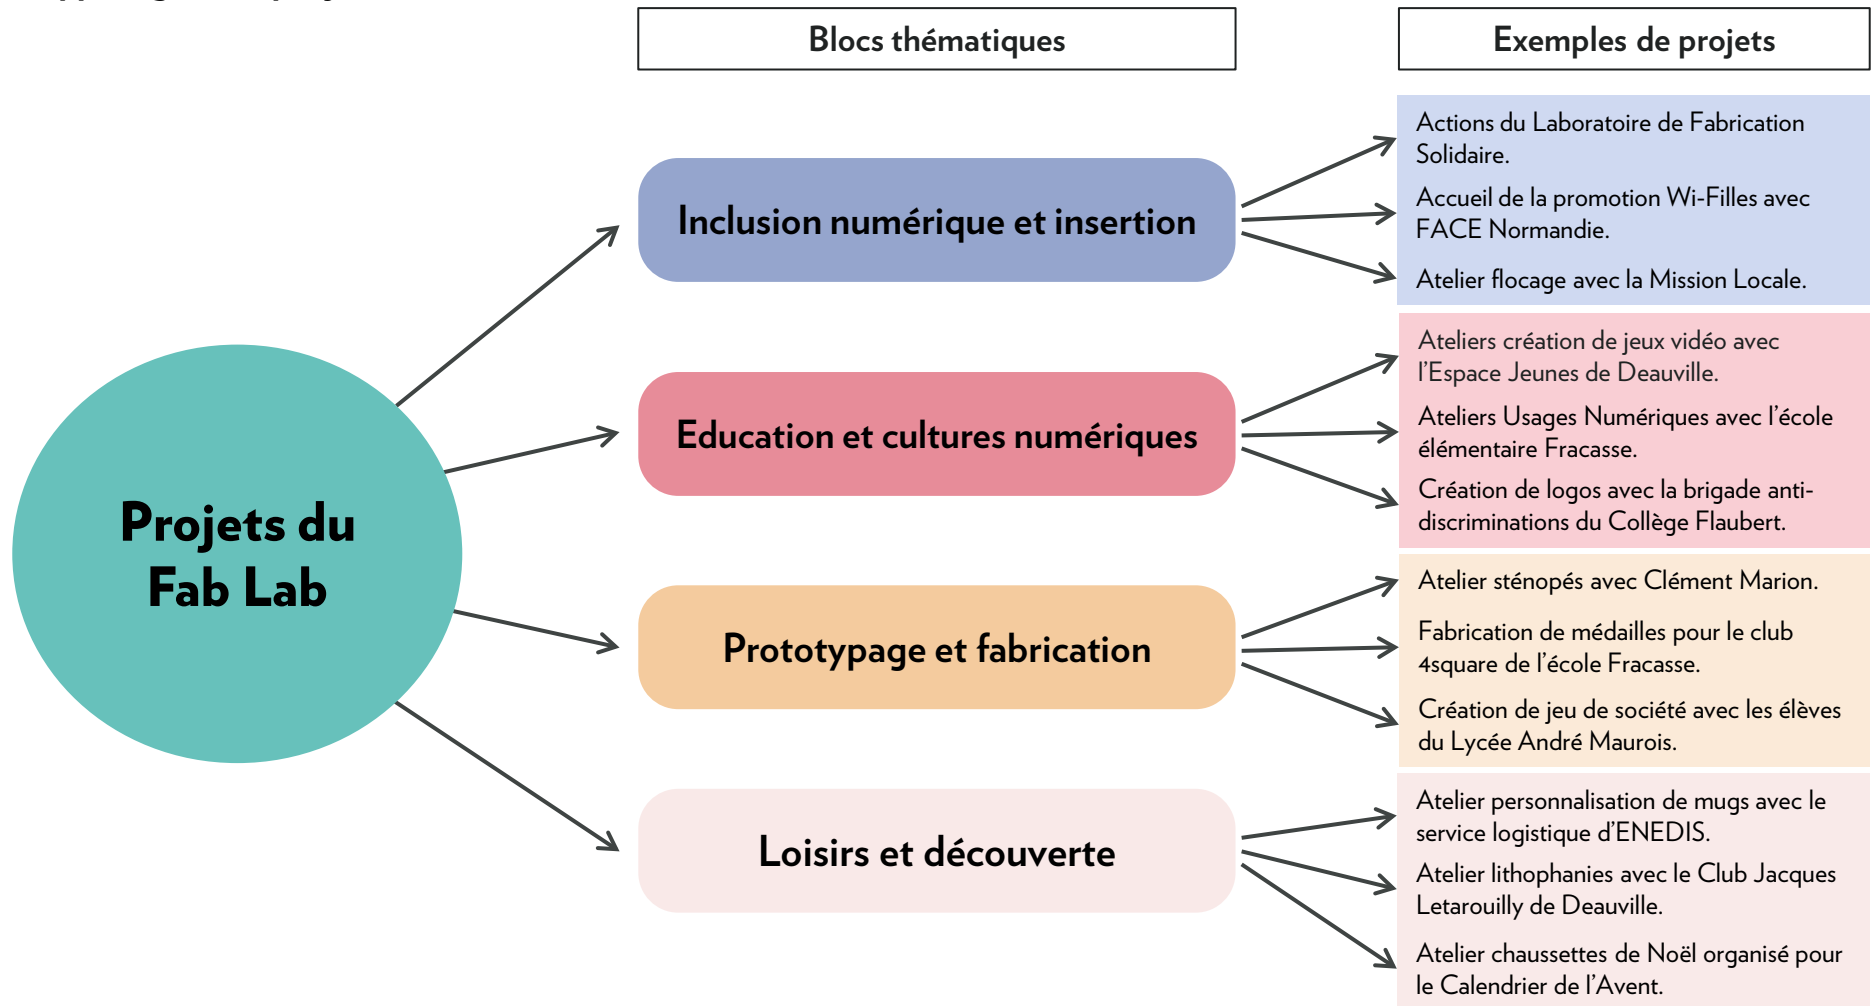 Blocs thématiques
Exemples de projets
Projets du
Fab Lab
Inclusion numérique et insertion
Actions du Laboratoire de Fabrication
Solidaire.
Accueil de la promotion Wi-Filles avec
FACE Normandie.
Atelier flocage avec la Mission Locale.
Education et cultures numériques
Ateliers création de jeux vidéo avec
l'Espace Jeunes de Deauville.
Ateliers Usages Numériques avec l'école
élémentaire Fracasse.
Création de logos avec la brigade anti-
discriminations du Collège Flaubert.
Prototypage et fabrication
Atelier sténopés avec Clément Marion.
Fabrication de médailles pour le club
4square de l'école Fracasse.
Création de jeu de société avec les élèves
du Lycée André Maurois.
Loisirs et découverte
Atelier personnalisation de mugs avec le
service logistique d'ENEDIS.
Atelier lithophanies avec le Club Jacques
Letarouilly de Deauville.
Atelier chaussettes de Noël organisé pour
le Calendrier de l'Avent.